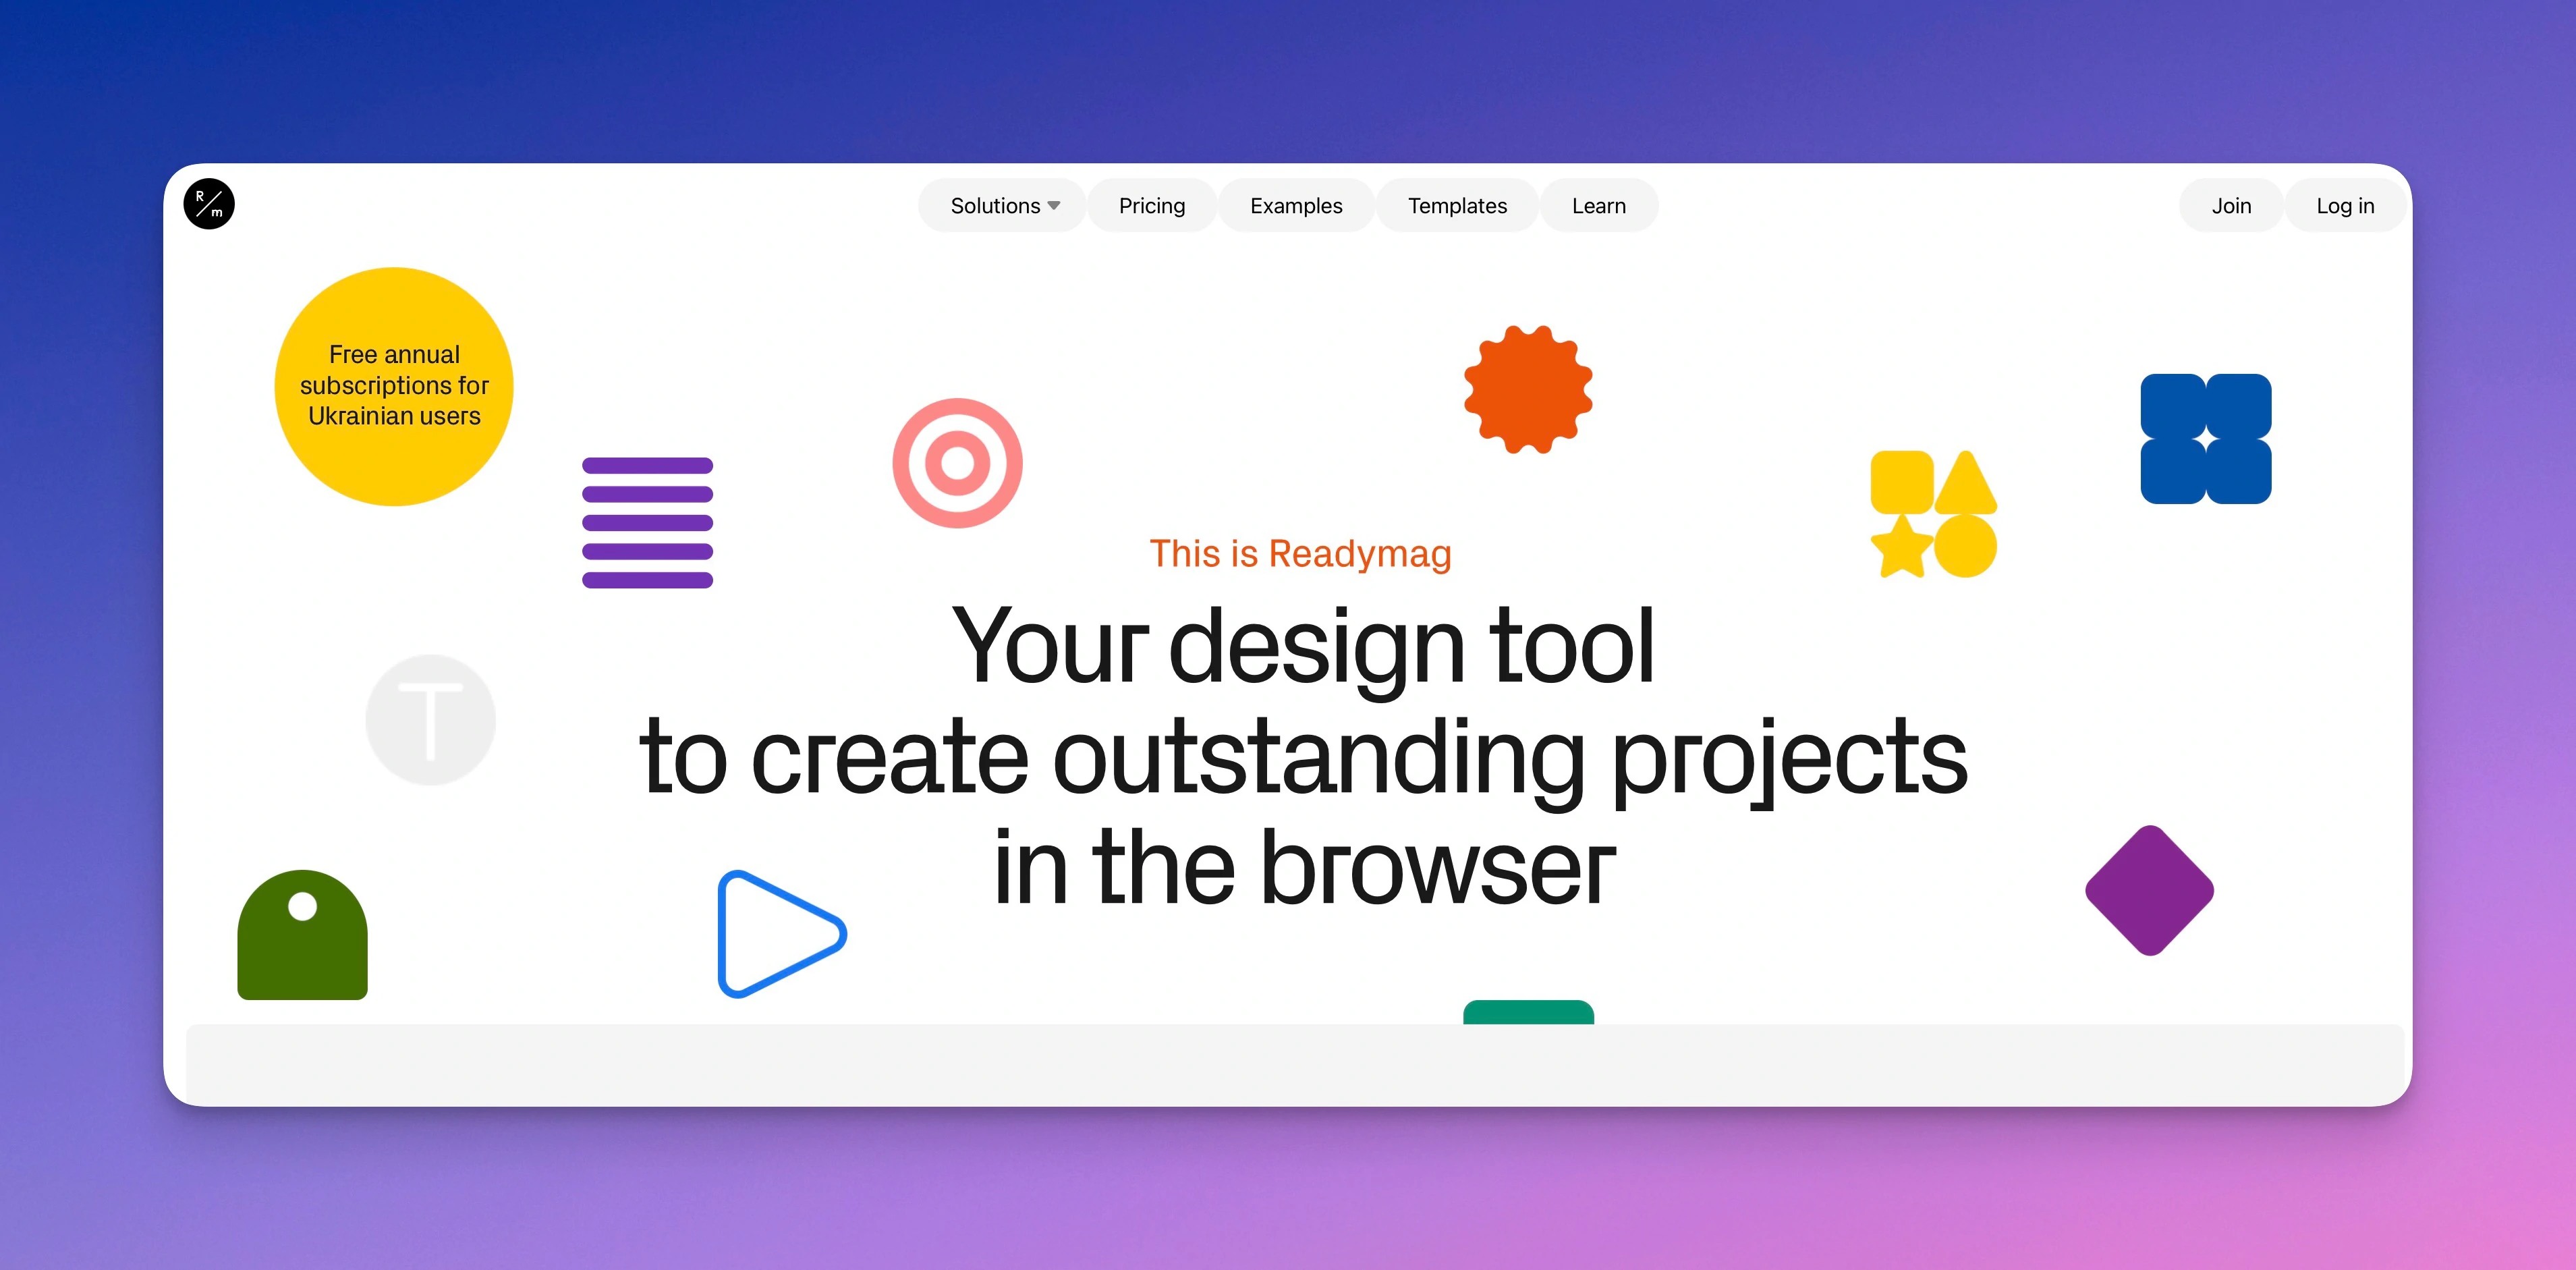 R
m
Solutions
Pricing
Examples
Templates
Learn
Join
Log in
Free annual
subscriptions for
Ukrainian users
This is Readymag
T
Your design tool
to create outstanding projects
in the browser